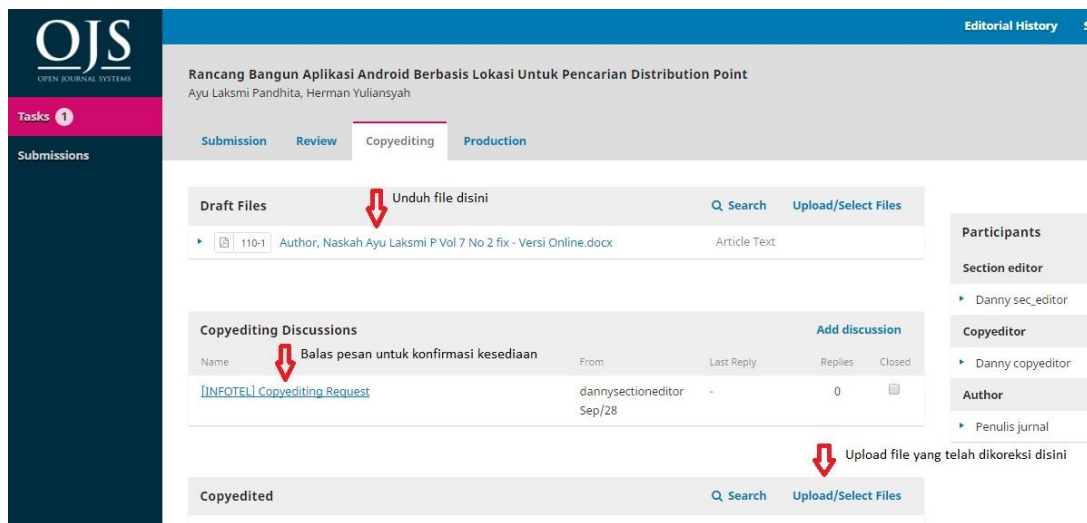 OJS
OPEN JOURNAL SYSTEMS
Editorial History
Tasks 1
Submissions
Rancang Bangun Aplikasi Android Berbasis Lokasi Untuk Pencarian Distribution Point
Ayu Laksmi Pandhita, Herman Yuliansyah
Submission Review Copyediting Production
Unduh file disini
Draft Files Search Upload/Select Files
110-1 Author, Naskah Ayu Laksmi P Vol 7 No 2 fix - Versi Online.docx Article Text
Copyediting Discussions Add discussion
Balas pesan untuk konfirmasi kesediaan
Name From Last Reply Replies Closed
[INFOTEL] Copyediting Request dannysectioneditor - 0
Sep/28
Upload file yang telah dikoreksi disini
Copyedited Search Upload/Select Files
Participants
Section editor
Danny sec_editor
Copyeditor
Danny copyeditor
Author
Penulis jurnal